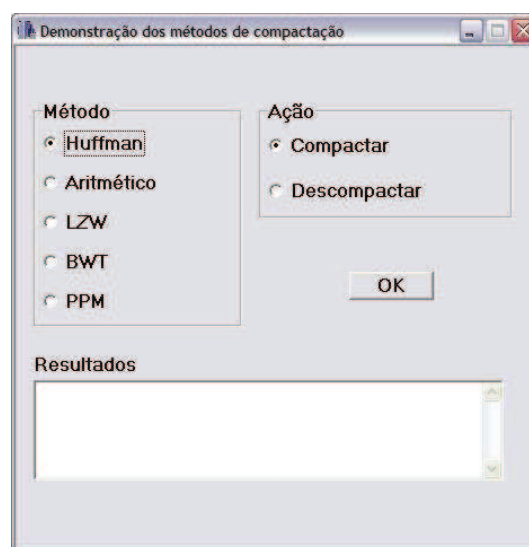 Demonstração dos métodos de compactação
Método
Huffman
Aritmético
LZW
BWT
PPM
Ação
Compactar
Descompactar
OK
Resultados